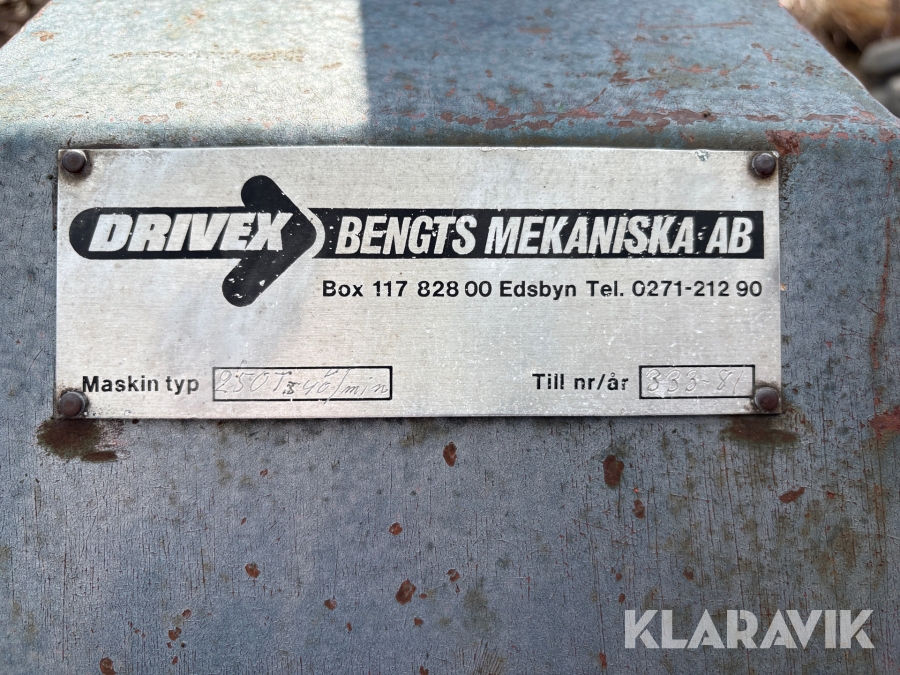 DRIVEX BENGTS MEKANISKA AB
Box 117 828 00 Edsbyn Tel. 0271-212 90
Maskin typ Till nr/år 333-81
KLARAVIK